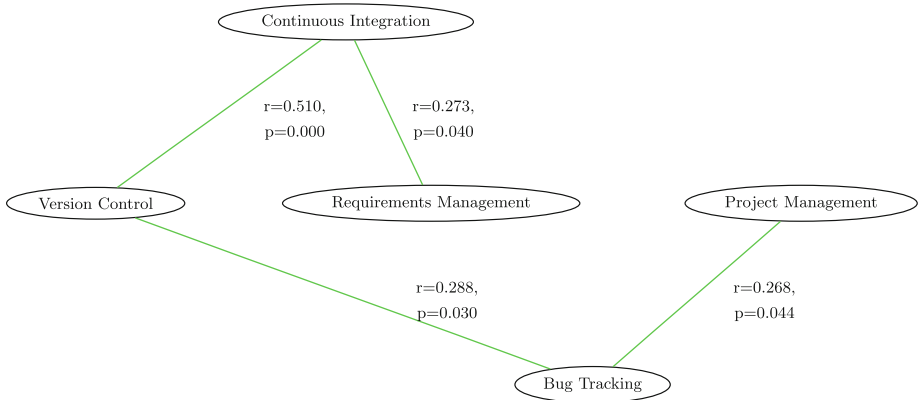 Continuous Integration
r=0.510,
p=0.000
r=0.273,
p=0.040
Version Control
Requirements Management
Project Management
r=0.288,
p=0.030
r=0.268,
p=0.044
Bug Tracking